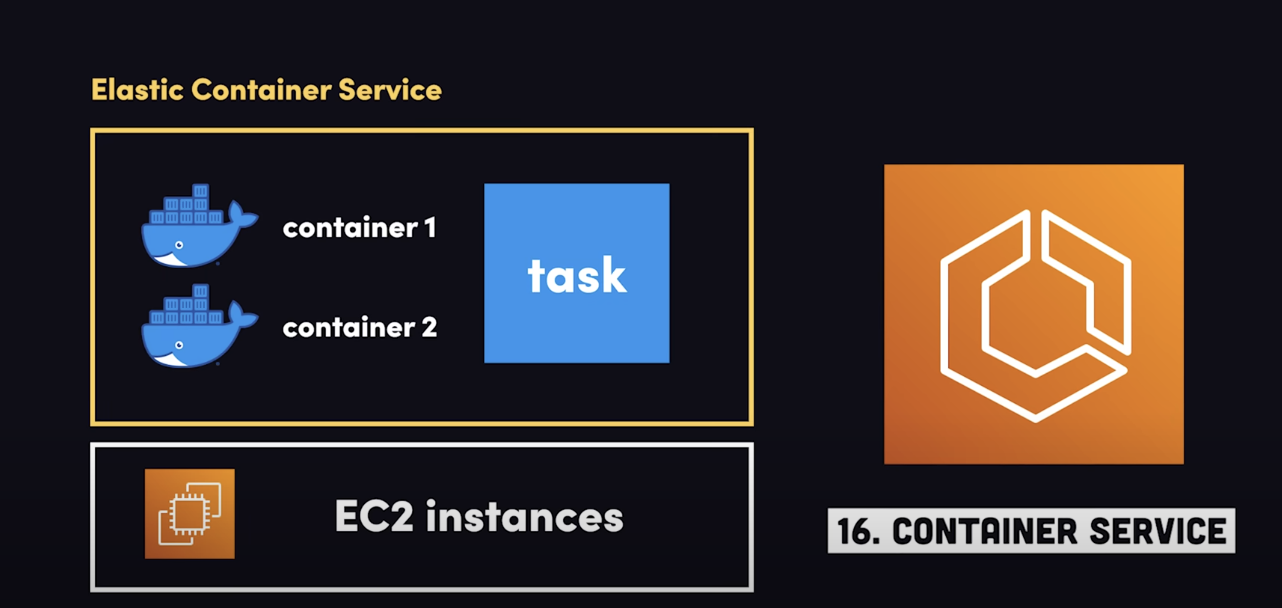 Elastic Container Service
container 1
task
container 2
EC2 instances
16. CONTAINER SERVICE